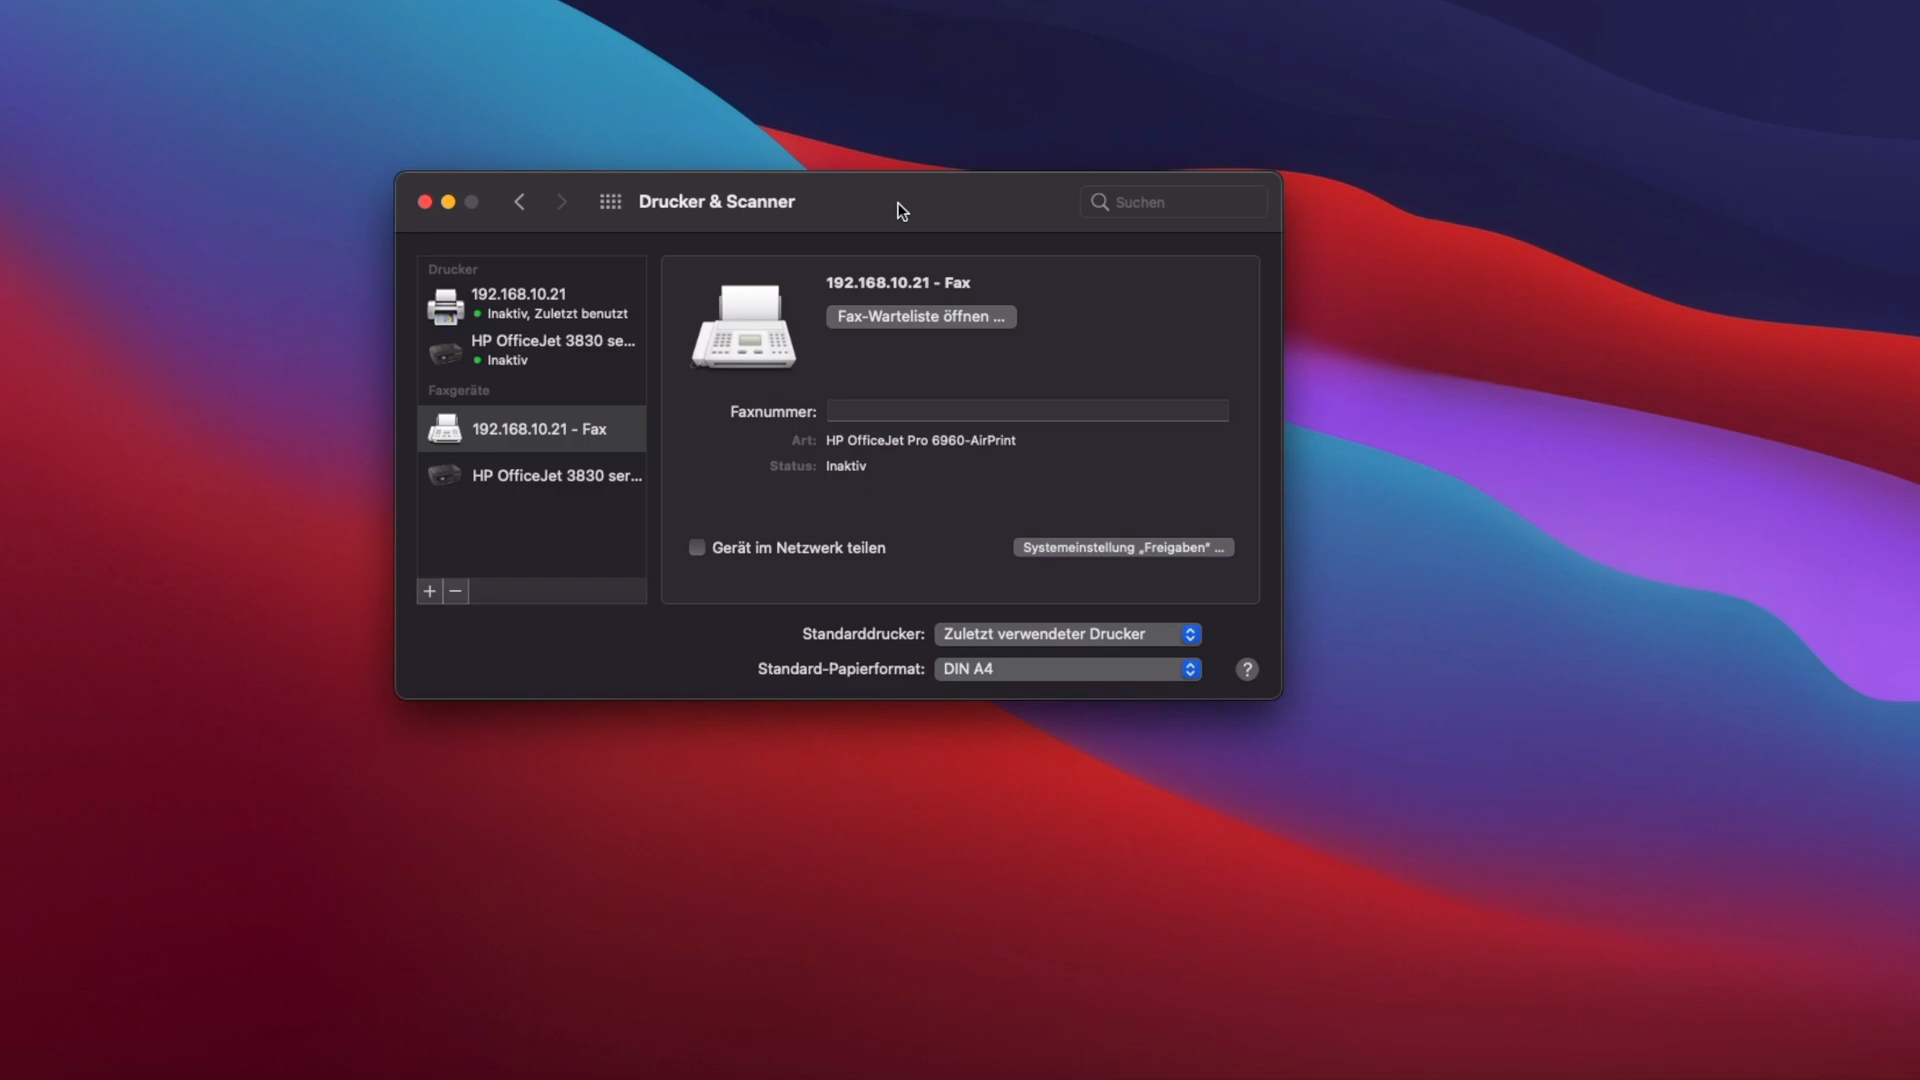 Drucker & Scanner
Suchen
Drucker
192.168.10.21
Inaktiv, Zuletzt benutzt
HP OfficeJet 3830 se...
Inaktiv
Faxgeräte
192.168.10.21 - Fax
HP OfficeJet 3830 ser...
192.168.10.21 - Fax
Fax-Warteliste öffnen ...
Faxnummer:
Art: HP OfficeJet Pro 6960-AirPrint
Status: Inaktiv
Gerät im Netzwerk teilen
Systemeinstellung „Freigaben“ ...
+ −
Standarddrucker: Zuletzt verwendeter Drucker
Standard-Papierformat: DIN A4
?